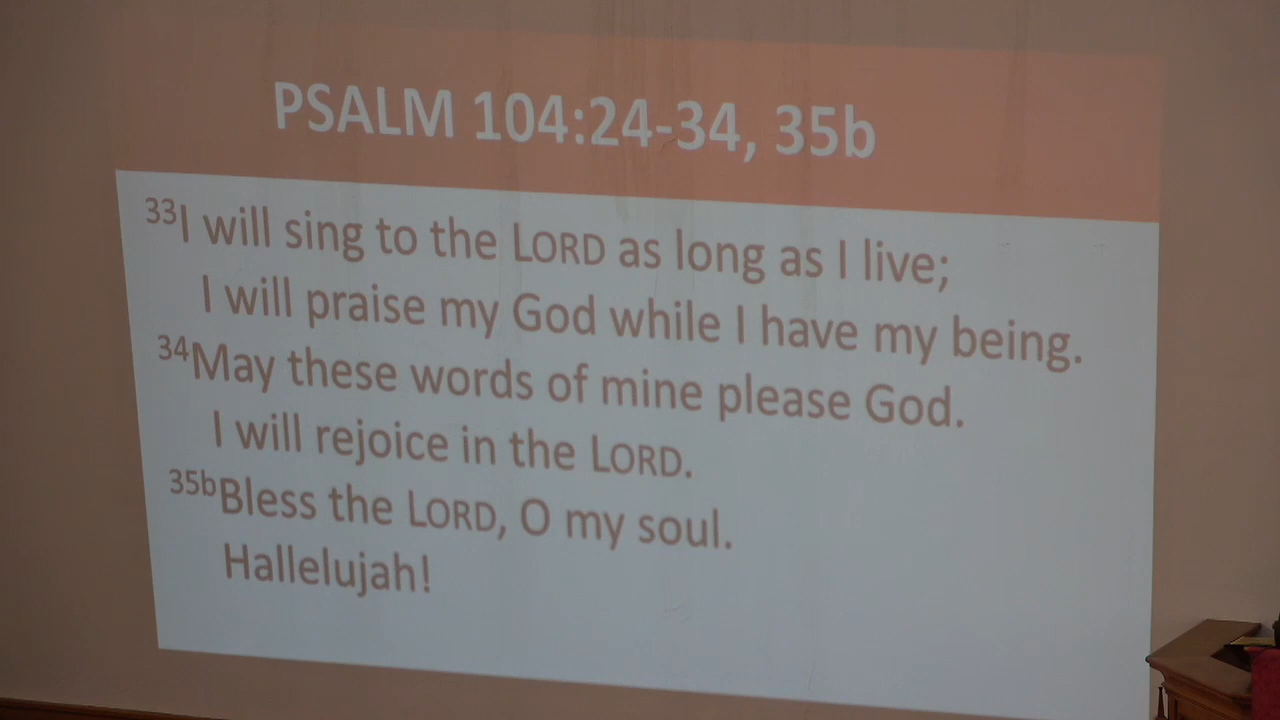 PSALM 104:24-34, 35b
33I will sing to the LORD as long as I live;
I will praise my God while I have my being.
34May these words of mine please God.
I will rejoice in the LORD.
35bBless the LORD, O my soul.
Hallelujah!